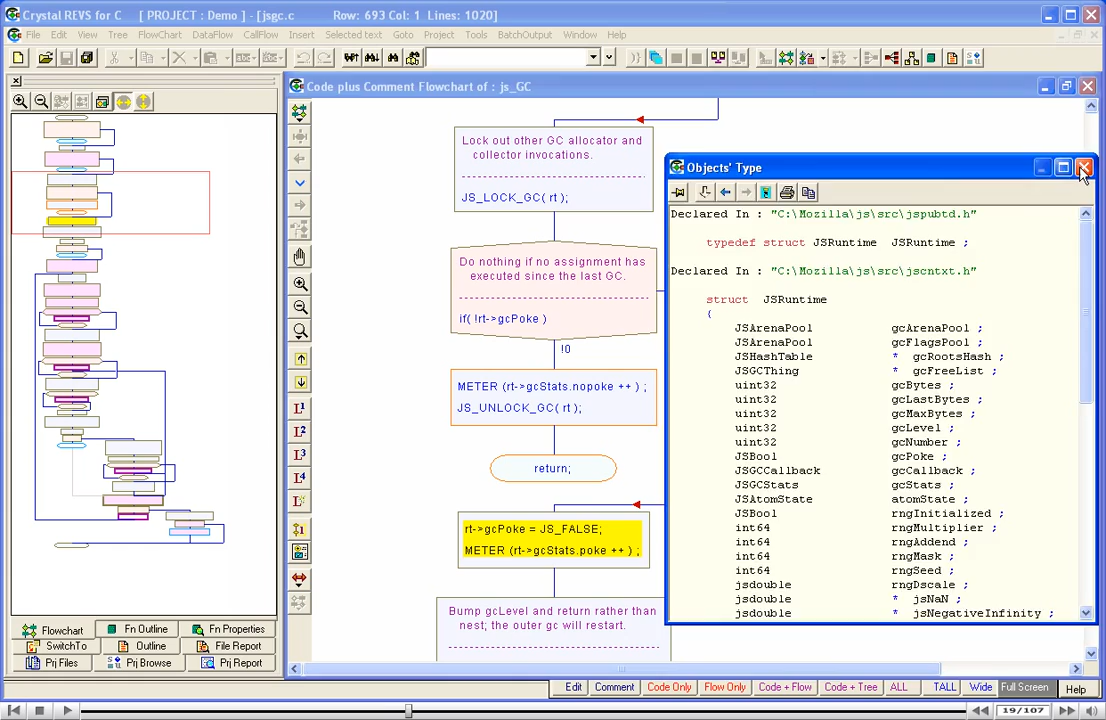 Crystal REVS for C [ PROJECT : Demo ] - [jsgc.c Row: 693 Col: 1 Lines: 1020]
File Edit View Tree FlowChart DataFlow CallFlow Insert Selected text Goto Project Tools BatchOutput Window Help
Code plus Comment Flowchart of : js_GC
Lock out other GC allocator and
collector invocations.
JS_LOCK_GC( rt );
Do nothing if no assignment has
executed since the last GC.
if( !rt->gcPoke )
!0
METER (rt->gcStats.nopoke ++ ) ;
JS_UNLOCK_GC( rt );
return;
rt->gcPoke = JS_FALSE;
METER (rt->gcStats.poke ++ ) ;
Bump gcLevel and return rather than
nest; the outer gc will restart.
L1
L2
L3
L4
L
Objects' Type
Declared In : "C:\Mozilla\js\src\jspubtd.h"
typedef struct JSRuntime JSRuntime ;
Declared In : "C:\Mozilla\js\src\jscntxt.h"
struct JSRuntime
{
JSArenaPool gcArenaPool ;
JSArenaPool gcFlagsPool ;
JSHashTable * gcRootsHash ;
JSGCThing * gcFreeList ;
uint32 gcBytes ;
uint32 gcLastBytes ;
uint32 gcMaxBytes ;
uint32 gcLevel ;
uint32 gcNumber ;
JSBool gcPoke ;
JSGCCallback gcCallback ;
JSGCStats gcStats ;
JSAtomState atomState ;
JSBool rngInitialized ;
int64 rngMultiplier ;
int64 rngAddend ;
int64 rngMask ;
int64 rngSeed ;
jsdouble rngDscale ;
jsdouble * jsNaN ;
jsdouble * jsNegativeInfinity ;
Flowchart Fn Outline Fn Properties
SwitchTo Outline File Report
Prj Files Prj Browse Prj Report
Edit Comment Code Only Flow Only Code + Flow Code + Tree ALL TALL Wide Full Screen Help
19/107